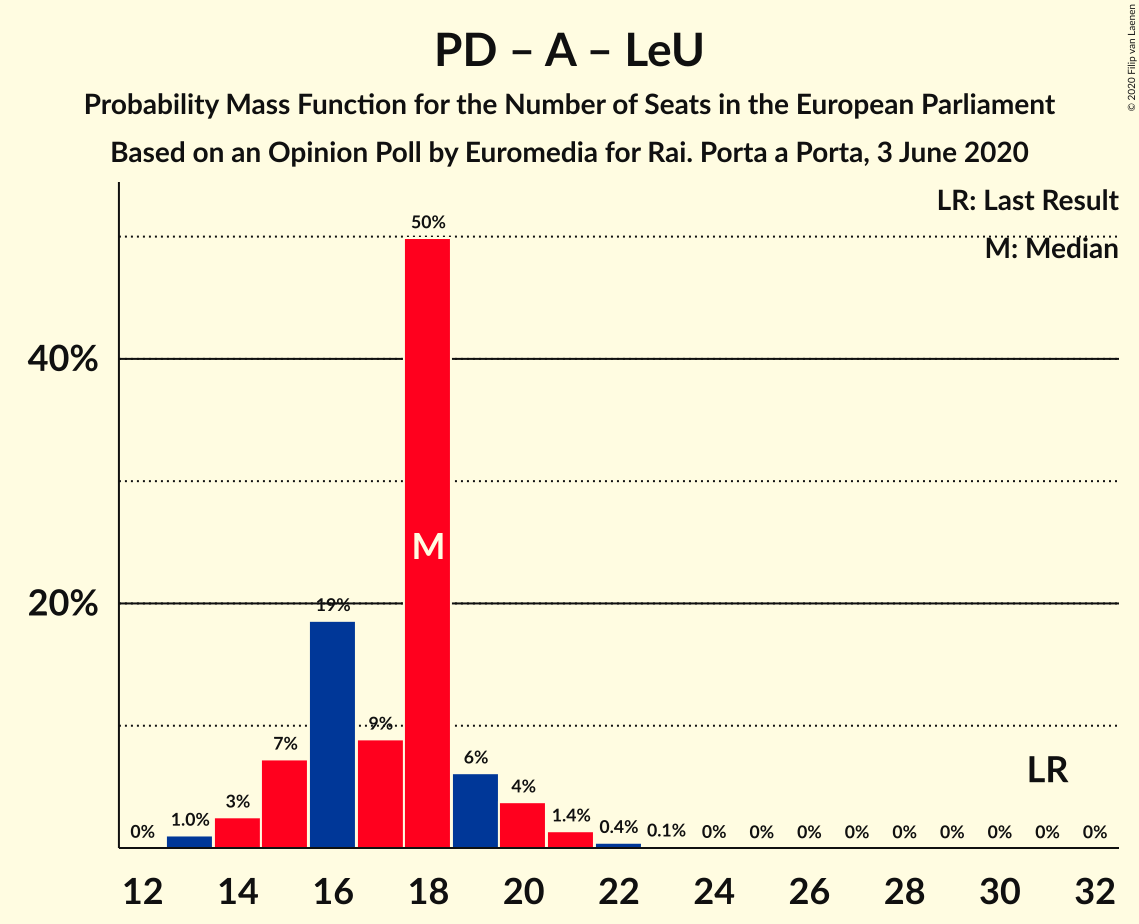 PD – A – LeU
Probability Mass Function for the Number of Seats in the European Parliament
Based on an Opinion Poll by Euromedia for Rai. Porta a Porta, 3 June 2020
© 2020 Filip van Laenen
LR: Last Result
M: Median
50%
40%
M
20%
19%
9%
7%
6%
LR
4%
3%
1.4%
1.0%
0.4%
0.1%
0% 0% 0% 0% 0% 0% 0% 0% 0% 0%
12 14 16 18 20 22 24 26 28 30 32